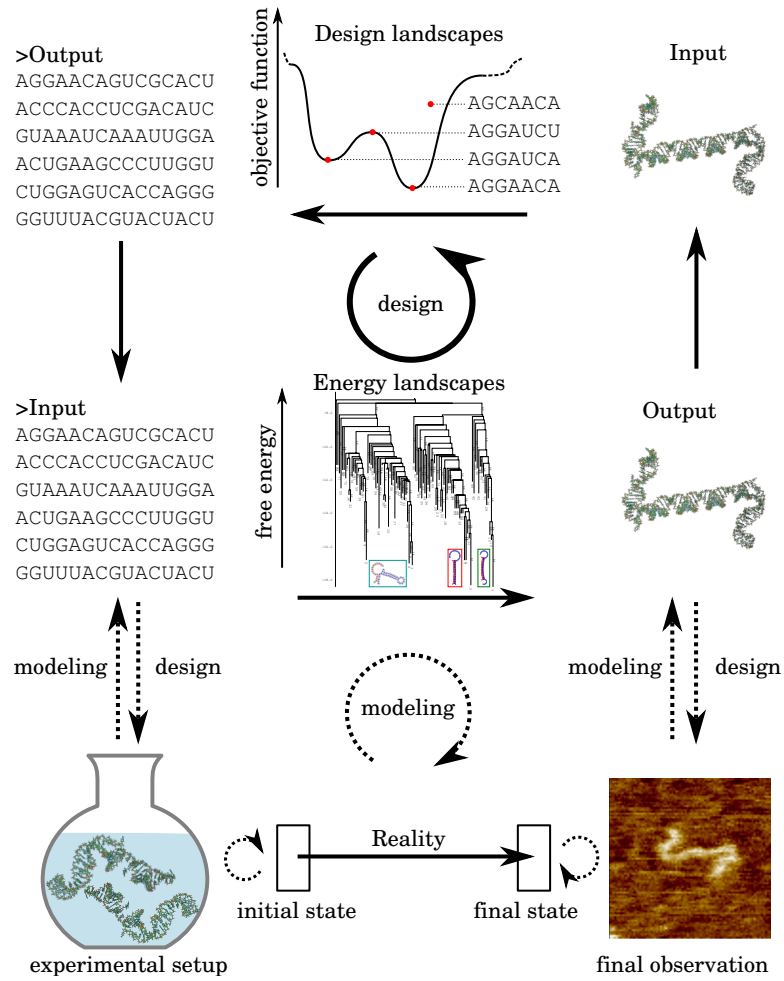 >Output
AGGAACAGUCGCACU
ACCCACCUCGACAUC
GUAAAUCAAAUUGGA
ACUGAAGCCCUUGGU
CUGGAGUCACCAGGG
GGUUUACGUACUACU
objective function
Design landscapes
AGCAACA
AGGAUCU
AGGAUCA
AGGAACA
Input
design
>Input
AGGAACAGUCGCACU
ACCCACCUCGACAUC
GUAAAUCAAAUUGGA
ACUGAAGCCCUUGGU
CUGGAGUCACCAGGG
GGUUUACGUACUACU
free energy
Energy landscapes
Output
modeling
design
modeling
modeling
design
Reality
initial state
final state
experimental setup
final observation